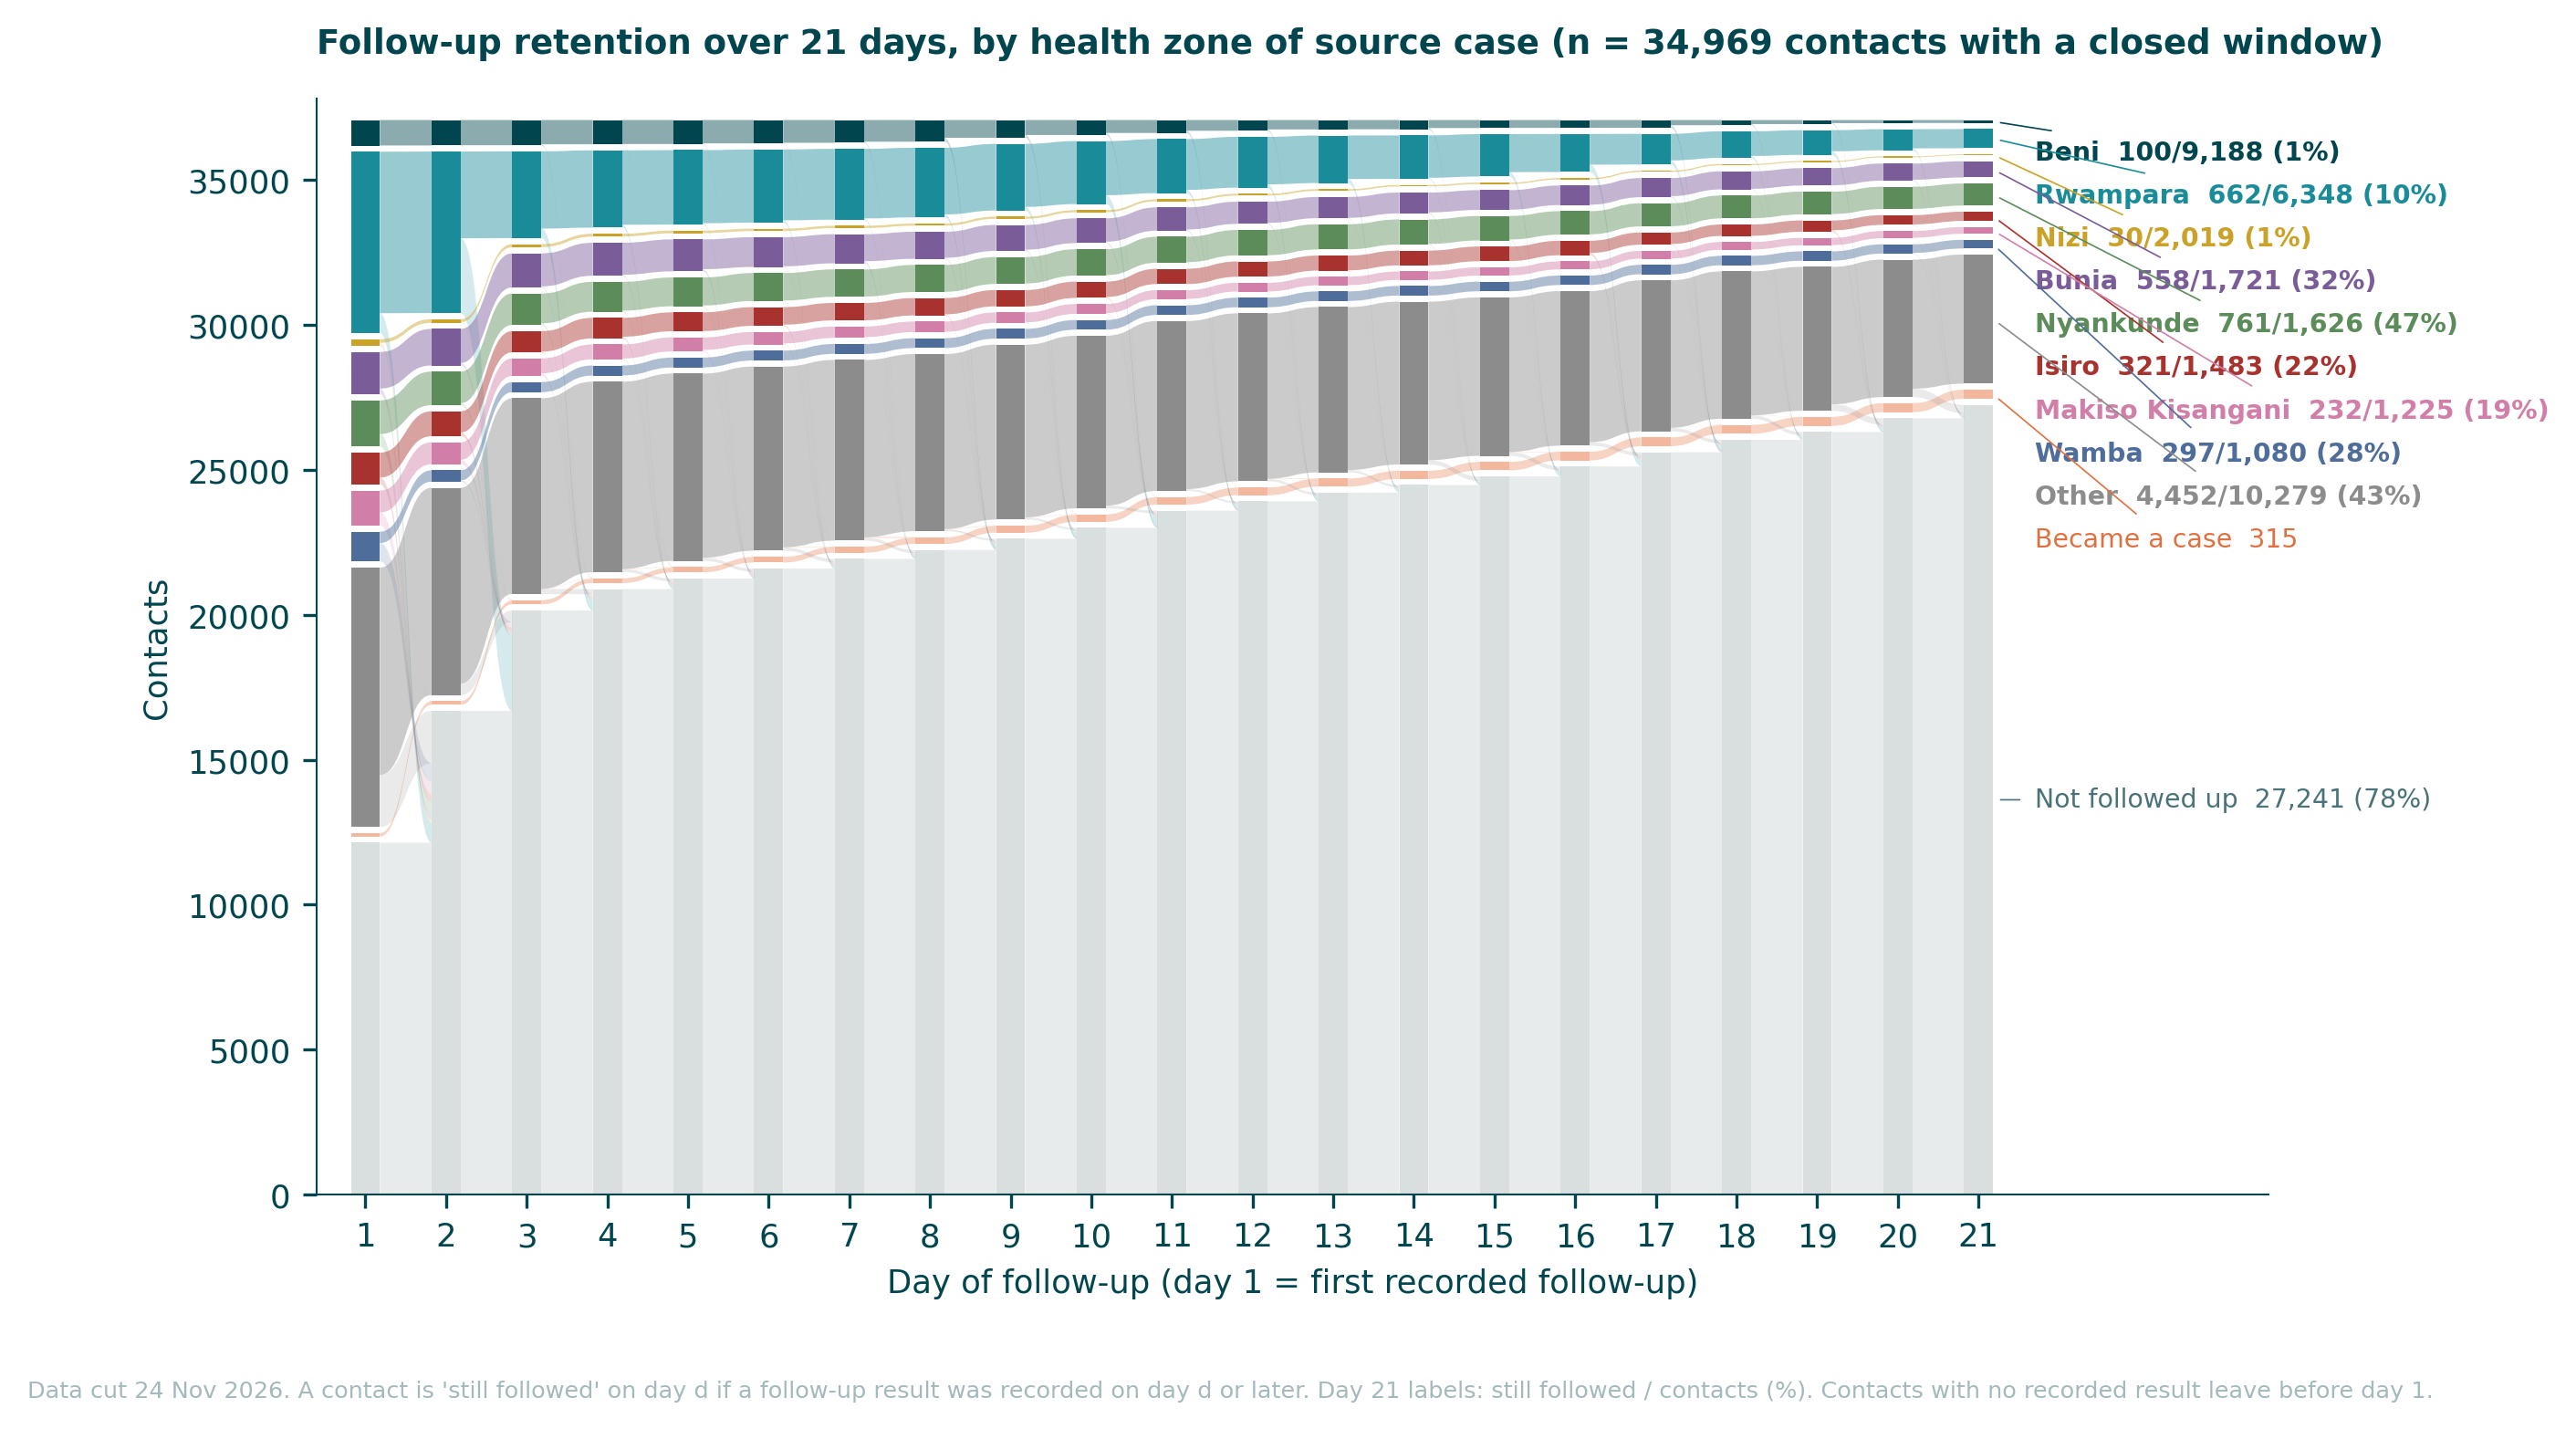 Follow-up retention over 21 days, by health zone of source case (n = 34,969 contacts with a closed window)
Contacts
35000
30000
25000
20000
15000
10000
5000
0
Beni 100/9,188 (1%)
Rwampara 662/6,348 (10%)
Nizi 30/2,019 (1%)
Bunia 558/1,721 (32%)
Nyankunde 761/1,626 (47%)
Isiro 321/1,483 (22%)
Makiso Kisangani 232/1,225 (19%)
Wamba 297/1,080 (28%)
Other 4,452/10,279 (43%)
Became a case 315
Not followed up 27,241 (78%)
1 2 3 4 5 6 7 8 9 10 11 12 13 14 15 16 17 18 19 20 21
Day of follow-up (day 1 = first recorded follow-up)
Data cut 24 Nov 2026. A contact is 'still followed' on day d if a follow-up result was recorded on day d or later. Day 21 labels: still followed / contacts (%). Contacts with no recorded result leave before day 1.